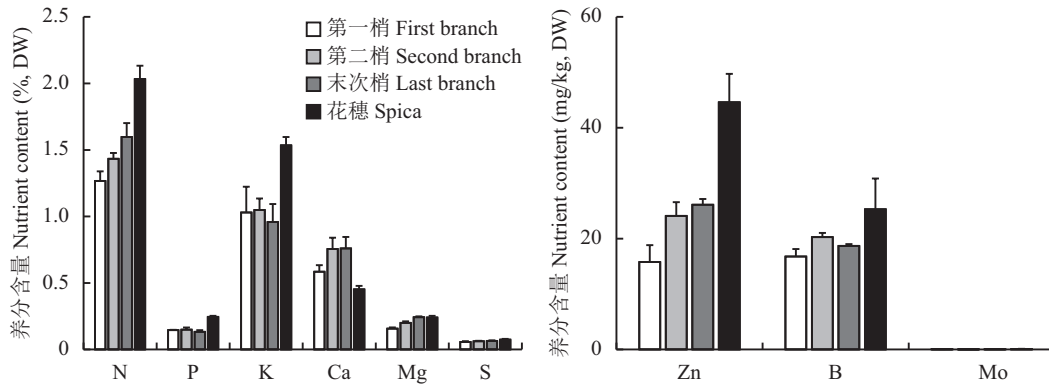 养分含量 Nutrient content (%, DW)
2.5
2.0
1.5
1.0
0.5
0
第一梢 First branch
第二梢 Second branch
末次梢 Last branch
花穗 Spica
N P K Ca Mg S
养分含量 Nutrient content (mg/kg, DW)
60
40
20
0
Zn B Mo